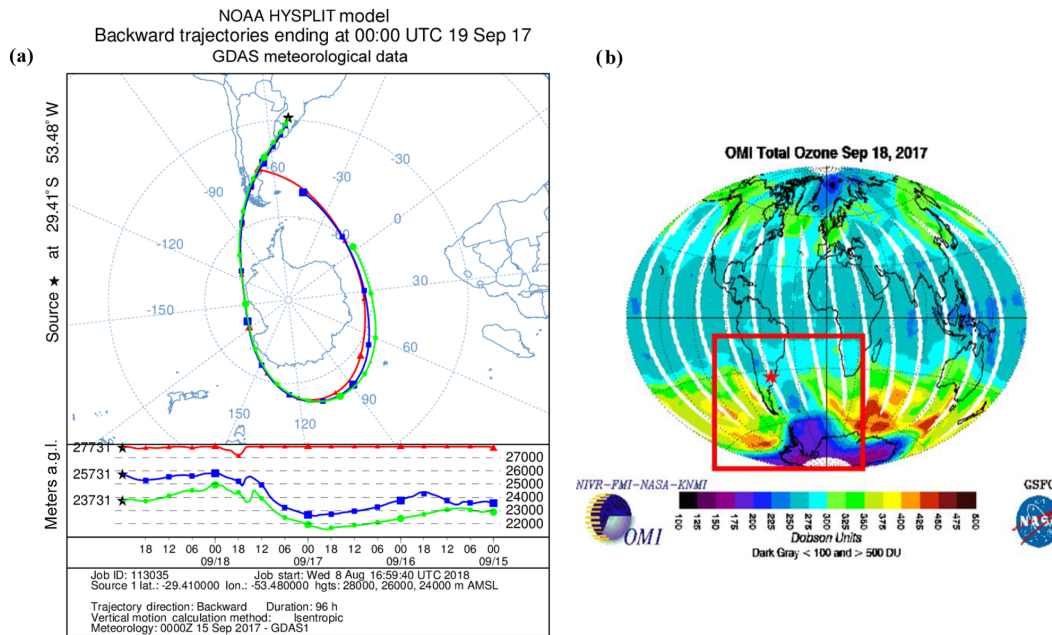 NOAA HYSPLIT model
Backward trajectories ending at 00:00 UTC 19 Sep 17
GDAS meteorological data
(a)
(b)
Source ★ at 29.41° S 53.48° W
-30
-60
-30
-90
0
-60
-120
-30
30
-150
60
-60
180
90
150
120
OMI Total Ozone Sep 18, 2017
Meters a.g.l.
27731
25731
23731
27000
26000
25000
24000
23000
22000
18 12 06 00 18 12 06 00 18 12 06 00 18 12 06 00
09/18 09/17 09/16 09/15
Job ID: 113035 Job start: Wed 8 Aug 16:59:40 UTC 2018
Source 1 lat.: -29.410000 lon.: -53.480000 hgts: 28000, 26000, 24000 m AMSL
Trajectory direction: Backward Duration: 96 h
Vertical motion calculation method: Isentropic
Meteorology: 0000Z 15 Sep 2017 - GDAS1
NIVR-FMI-NASA-KNMI
OMI
100 125 150 175 200 225 250 275 300 325 350 375 400 425 450 475 500
Dobson Units
Dark Gray < 100 and > 500 DU
GSFC
NASA